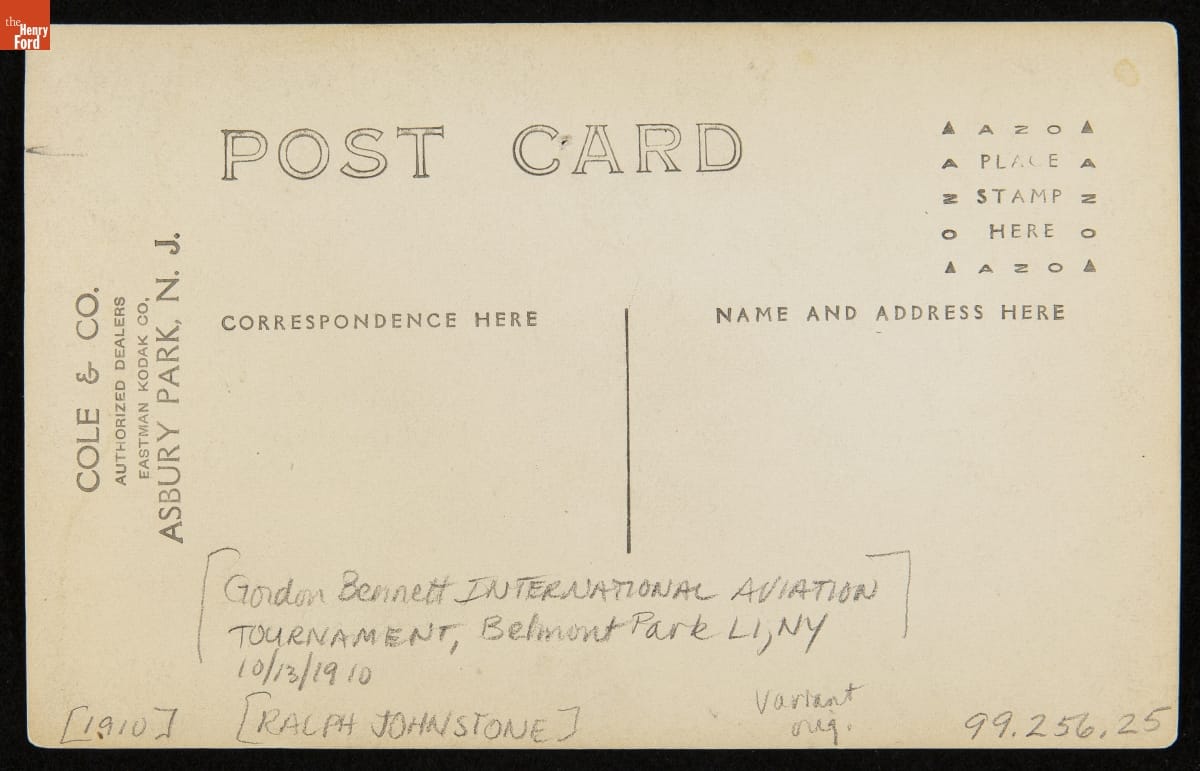 the
Henry
Ford
POST CARD
▲ A Z O ▲
A PLACE A
Z STAMP Z
O HERE O
▲ A Z O ▲
COLE & CO.
AUTHORIZED DEALERS
EASTMAN KODAK CO,
ASBURY PARK, N. J.
CORRESPONDENCE HERE
NAME AND ADDRESS HERE
[Gordon Bennett INTERNATIONAL AVIATION
TOURNAMENT, Belmont Park LI, NY]
10/13/1910
[1910]
[RALPH JOHNSTONE]
Variant
orig.
99.256.25